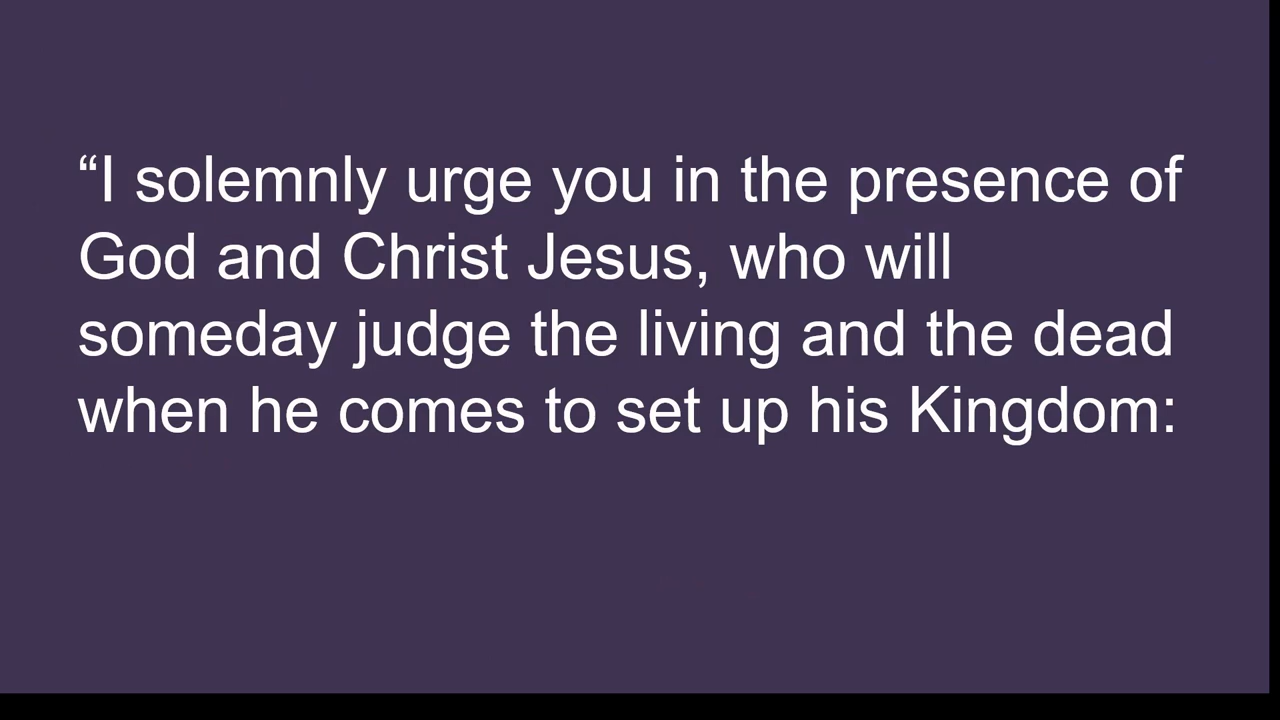 “I solemnly urge you in the presence of
God and Christ Jesus, who will
someday judge the living and the dead
when he comes to set up his Kingdom: